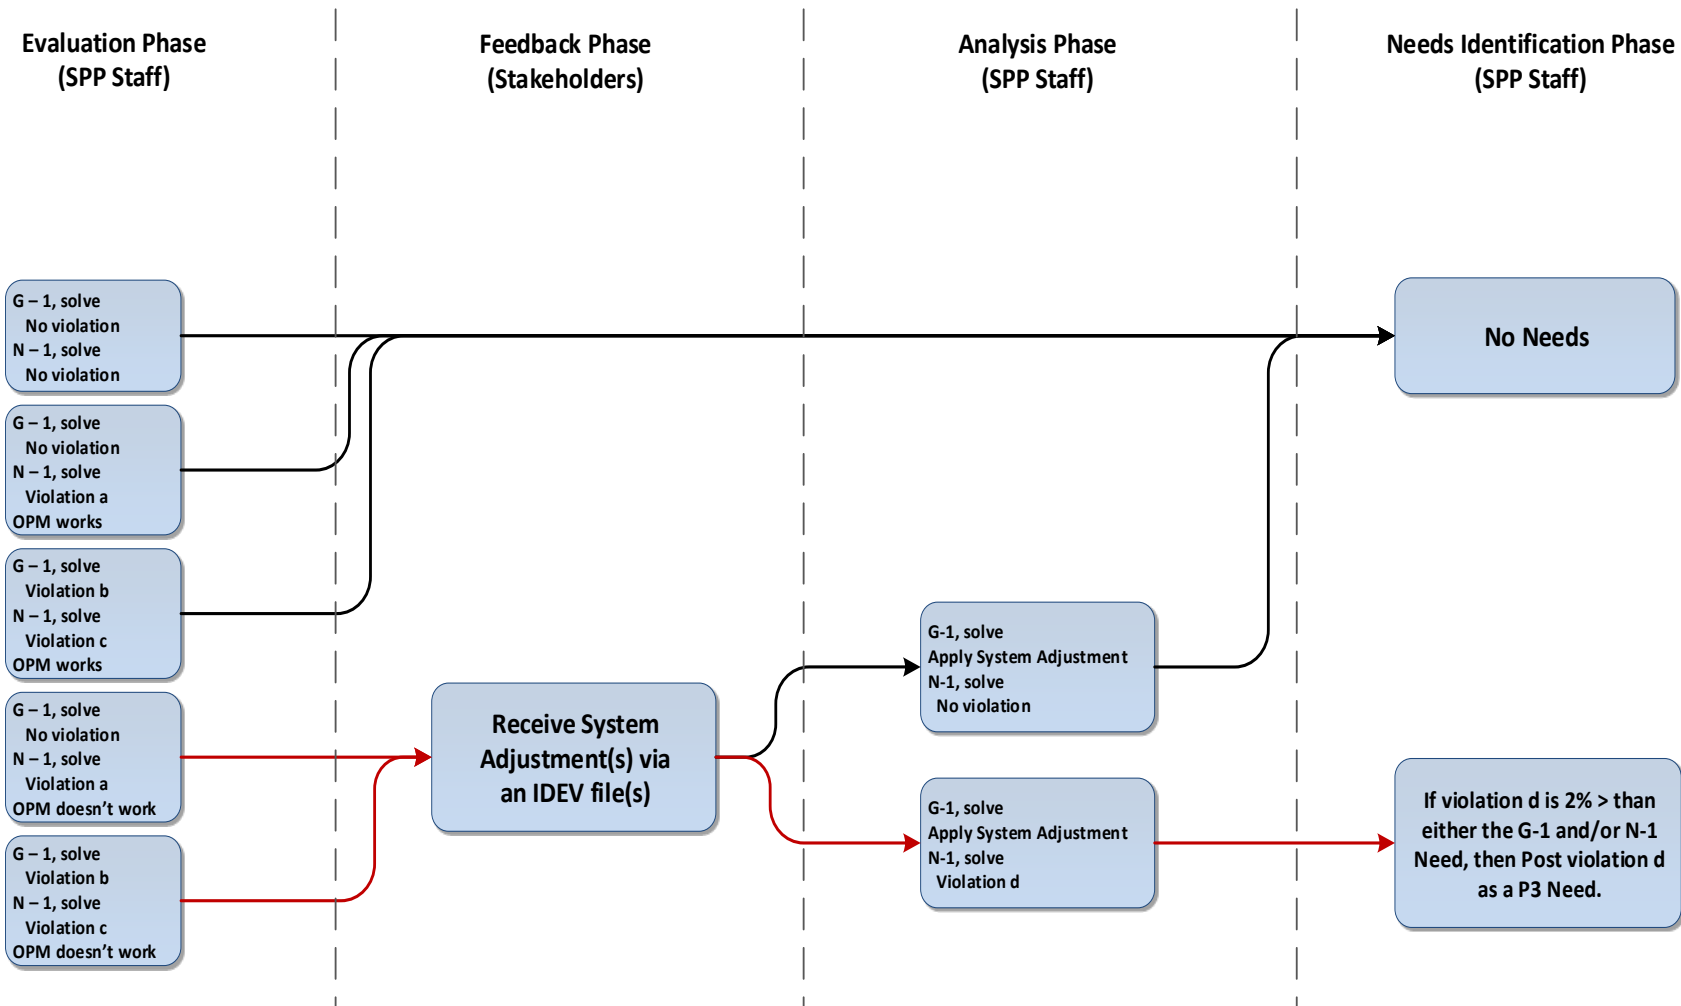 Evaluation Phase
(SPP Staff)
Feedback Phase
(Stakeholders)
Analysis Phase
(SPP Staff)
Needs Identification Phase
(SPP Staff)
G – 1, solve
No violation
N – 1, solve
No violation
G – 1, solve
No violation
N – 1, solve
Violation a
OPM works
G – 1, solve
Violation b
N – 1, solve
Violation c
OPM works
G – 1, solve
No violation
N – 1, solve
Violation a
OPM doesn’t work
G – 1, solve
Violation b
N – 1, solve
Violation c
OPM doesn’t work
Receive System
Adjustment(s) via
an IDEV file(s)
G-1, solve
Apply System Adjustment
N-1, solve
No violation
G-1, solve
Apply System Adjustment
N-1, solve
Violation d
No Needs
If violation d is 2% > than
either the G-1 and/or N-1
Need, then Post violation d
as a P3 Need.